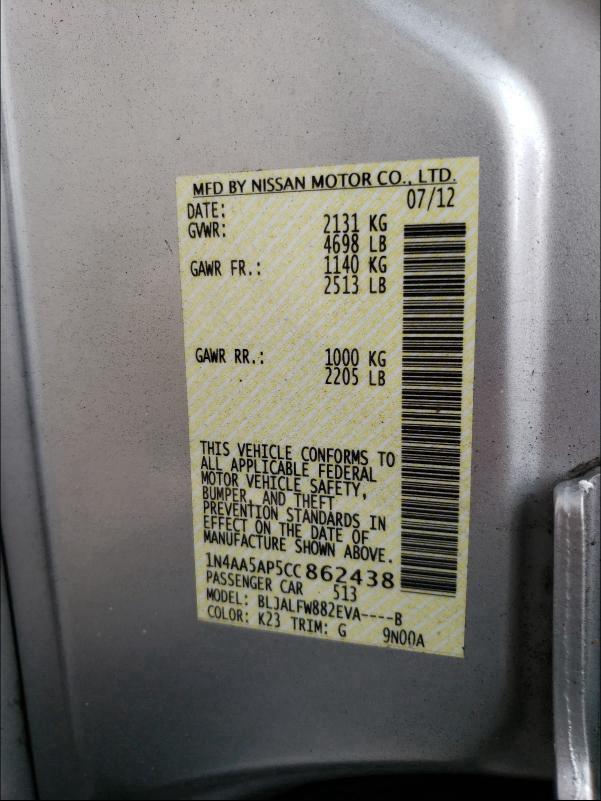 MFD BY NISSAN MOTOR CO., LTD.
DATE: 07/12
GVWR: 2131 KG
4698 LB
GAWR FR.: 1140 KG
2513 LB
GAWR RR.: 1000 KG
2205 LB
THIS VEHICLE CONFORMS TO
ALL APPLICABLE FEDERAL
MOTOR VEHICLE SAFETY,
BUMPER, AND THEFT
PREVENTION STANDARDS IN
EFFECT ON THE DATE OF
MANUFACTURE SHOWN ABOVE.
1N4AA5AP5CC862438
PASSENGER CAR 513
MODEL: BLJALFW882EVA----B
COLOR: K23 TRIM: G 9N00A